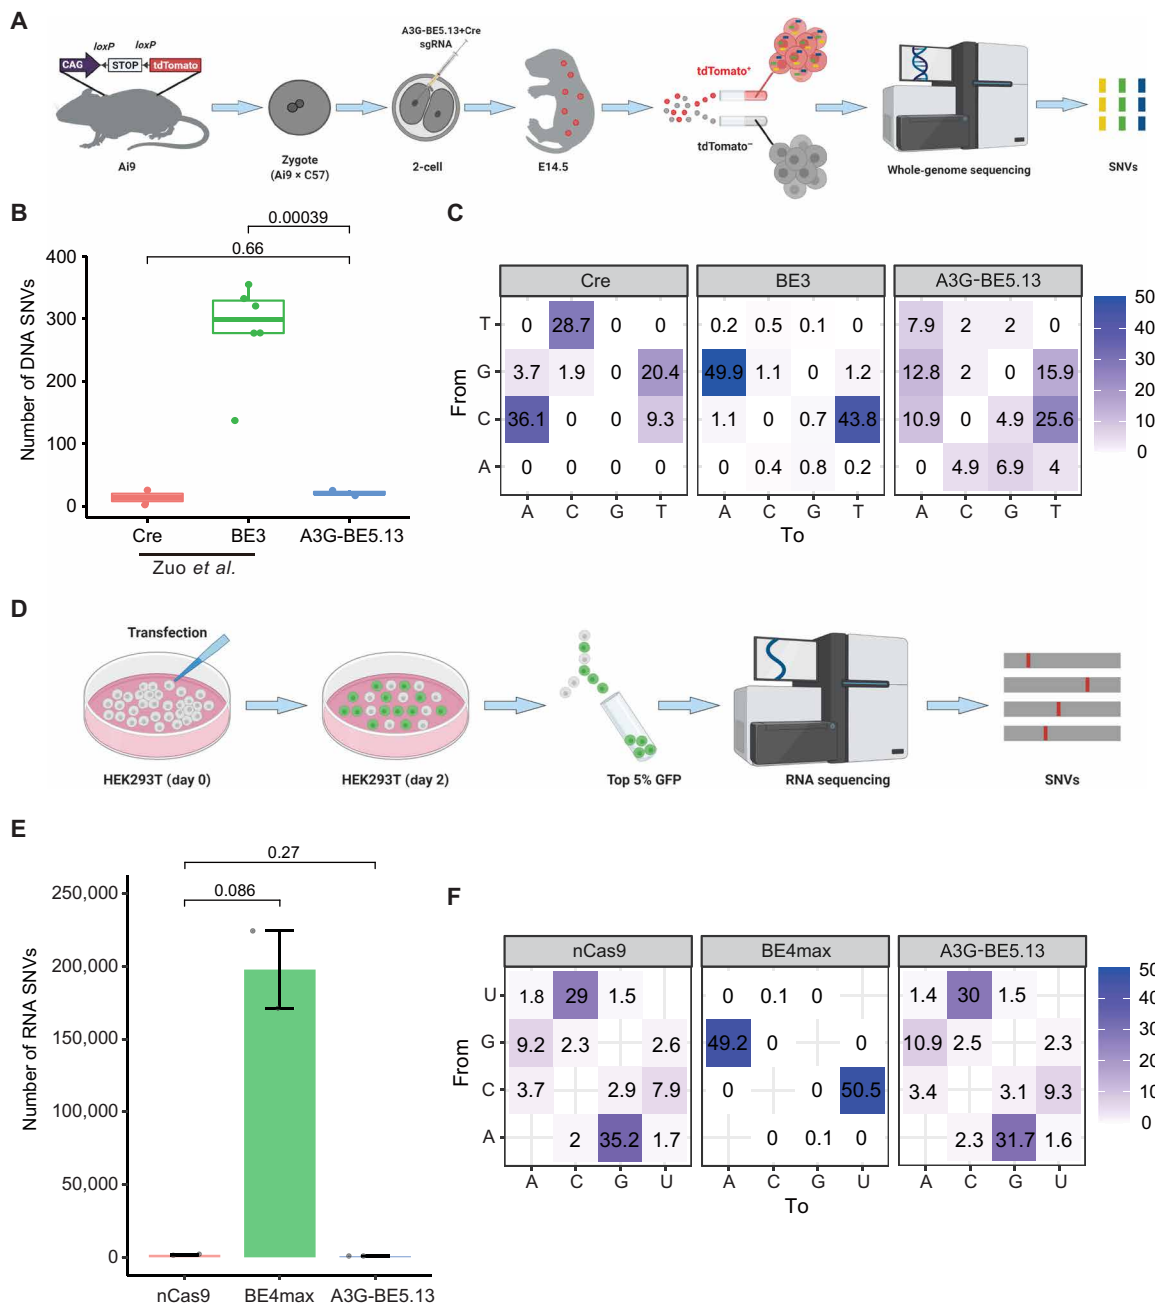 A
loxP loxP
CAG STOP tdTomato
Ai9
Zygote
(Ai9 × C57)
A3G-BE5.13+Cre
sgRNA
2-cell
E14.5
tdTomato⁺
tdTomato⁻
Whole-genome sequencing
SNVs
B
0.00039
0.66
Number of DNA SNVs
400
300
200
100
0
Cre BE3 A3G-BE5.13
Zuo et al.
C
Cre BE3 A3G-BE5.13
From
T 0 28.7 0 0 0.2 0.5 0.1 0 7.9 2 2 0
G 3.7 1.9 0 20.4 49.9 1.1 0 1.2 12.8 2 0 15.9
C 36.1 0 0 9.3 1.1 0 0.7 43.8 10.9 0 4.9 25.6
A 0 0 0 0 0 0.4 0.8 0.2 0 4.9 6.9 4
A C G T A C G T A C G T
To
50
40
30
20
10
0
D
Transfection
HEK293T (day 0)
HEK293T (day 2)
Top 5% GFP
RNA sequencing
SNVs
E
0.27
0.086
Number of RNA SNVs
250,000
200,000
150,000
100,000
50,000
0
nCas9 BE4max A3G-BE5.13
F
nCas9 BE4max A3G-BE5.13
From
U 1.8 29 1.5 0 0.1 0 1.4 30 1.5
G 9.2 2.3 2.6 49.2 0 0 10.9 2.5 2.3
C 3.7 2.9 7.9 0 0 50.5 3.4 3.1 9.3
A 2 35.2 1.7 0 0.1 0 2.3 31.7 1.6
A C G U A C G U A C G U
To
50
40
30
20
10
0